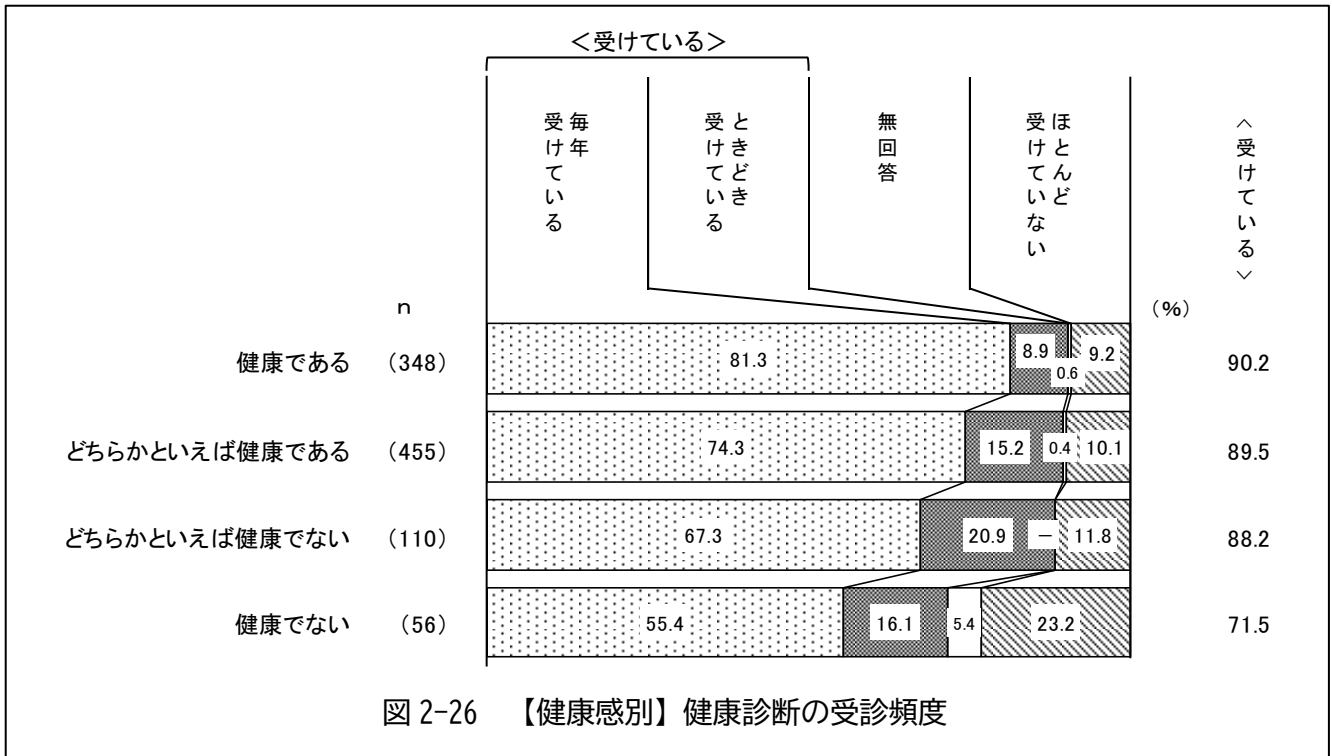 ＜受けている＞
毎年
受けている
ときどき
受けている
無回答
ほとんど
受けていない
＜受けている＞
ｎ
（％）
健康である （348） 81.3 8.9 0.6 9.2 90.2
どちらかといえば健康である （455） 74.3 15.2 0.4 10.1 89.5
どちらかといえば健康でない （110） 67.3 20.9 － 11.8 88.2
健康でない （56） 55.4 16.1 5.4 23.2 71.5
図 2-26 【健康感別】健康診断の受診頻度